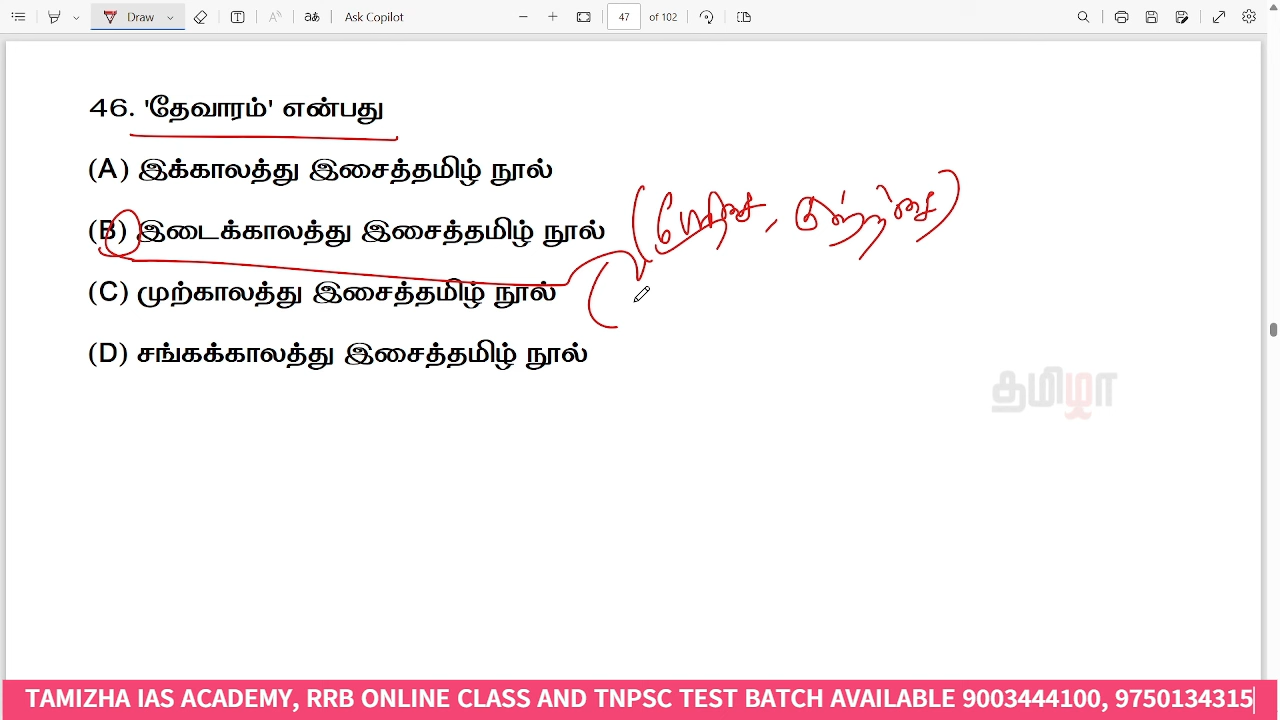 Draw
Ask Copilot
47 of 102
46. 'தேவாரம்' என்பது
(A) இக்காலத்து இசைத்தமிழ் நூல்
(B) இடைக்காலத்து இசைத்தமிழ் நூல்
(C) முற்காலத்து இசைத்தமிழ் நூல்
(D) சங்கக்காலத்து இசைத்தமிழ் நூல்
தமிழா
TAMIZHA IAS ACADEMY, RRB ONLINE CLASS AND TNPSC TEST BATCH AVAILABLE 9003444100, 9750134315